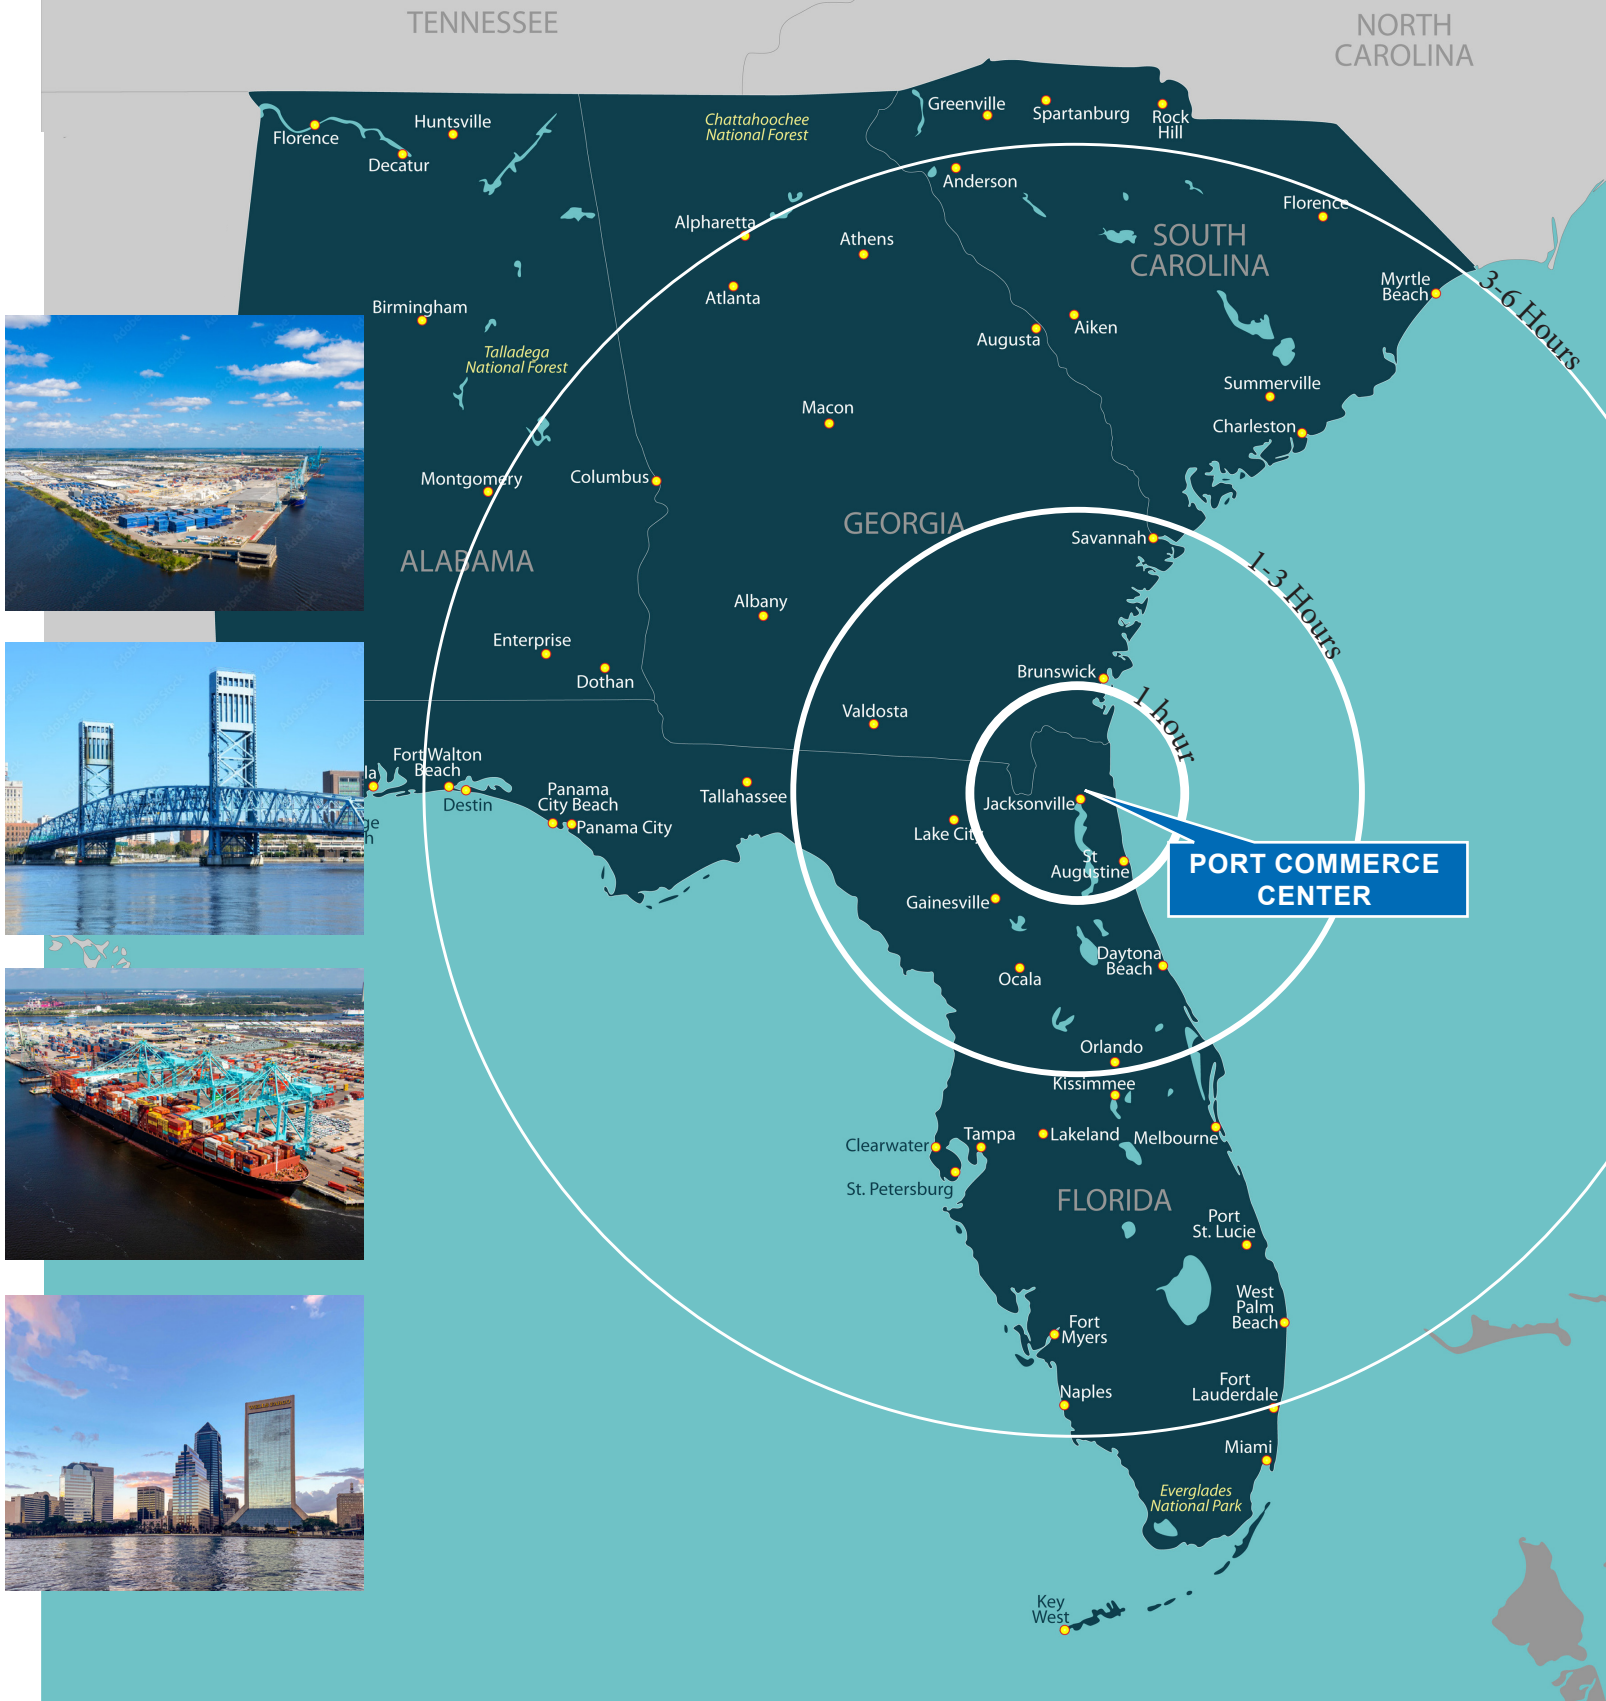 TENNESSEE
NORTH
CAROLINA
Chattahoochee
National Forest
Greenville
Spartanburg
Rock
Hill
Florence
Huntsville
Decatur
Anderson
Florence
Alpharetta
Athens
SOUTH
CAROLINA
Myrtle
Beach
3-6 Hours
Birmingham
Atlanta
Augusta
Aiken
Talladega
National Forest
Summerville
Macon
Charleston
Montgomery
Columbus
GEORGIA
Savannah
ALABAMA
1-3 Hours
Albany
Enterprise
Dothan
Brunswick
1 hour
Valdosta
Fort Walton
Beach
la
Destin
Panama
City Beach
Panama City
Tallahassee
Jacksonville
Lake City
ge
h
St
Augustine
PORT COMMERCE
CENTER
Gainesville
Daytona
Beach
Ocala
Orlando
Kissimmee
Clearwater
Tampa
Lakeland
Melbourne
St. Petersburg
FLORIDA
Port
St. Lucie
West
Palm
Beach
Fort
Myers
Naples
Fort
Lauderdale
Miami
WELLS FARGO
Everglades
National Park
Key
West